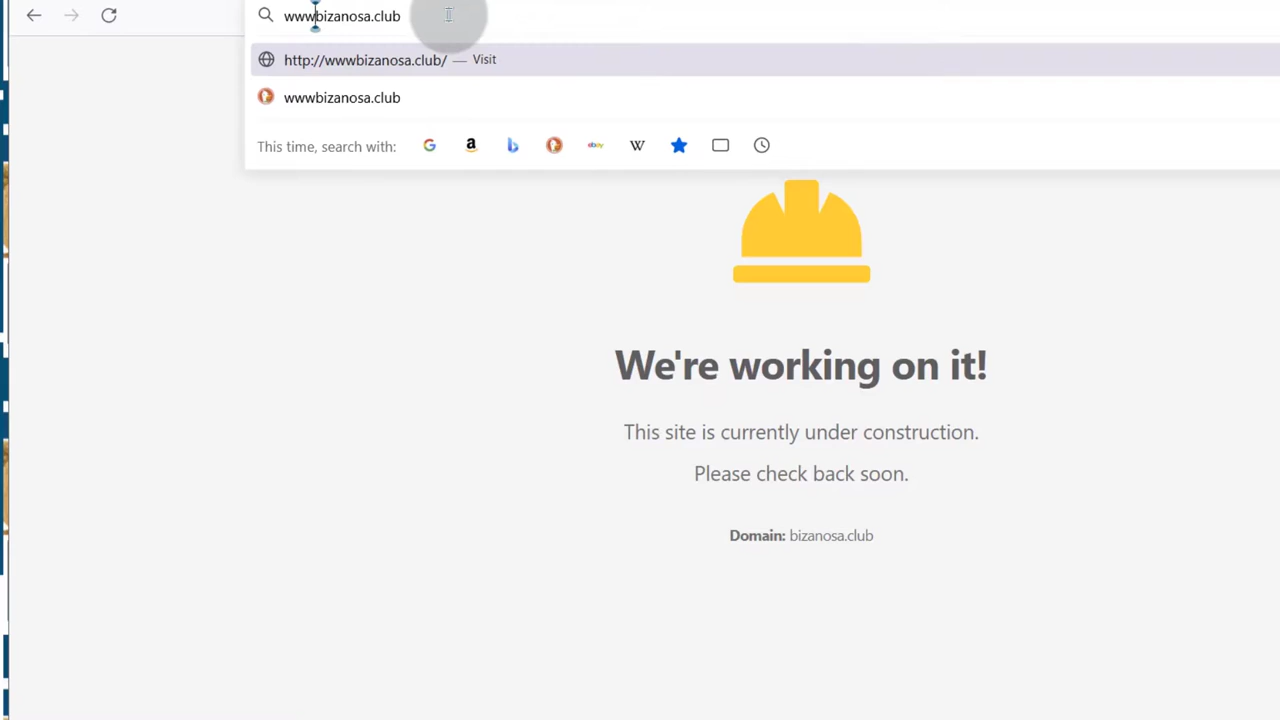 wwwbizanosa.club
http://wwwbizanosa.club/ — Visit
wwwbizanosa.club
This time, search with:
We're working on it!
This site is currently under construction.
Please check back soon.
Domain: bizanosa.club